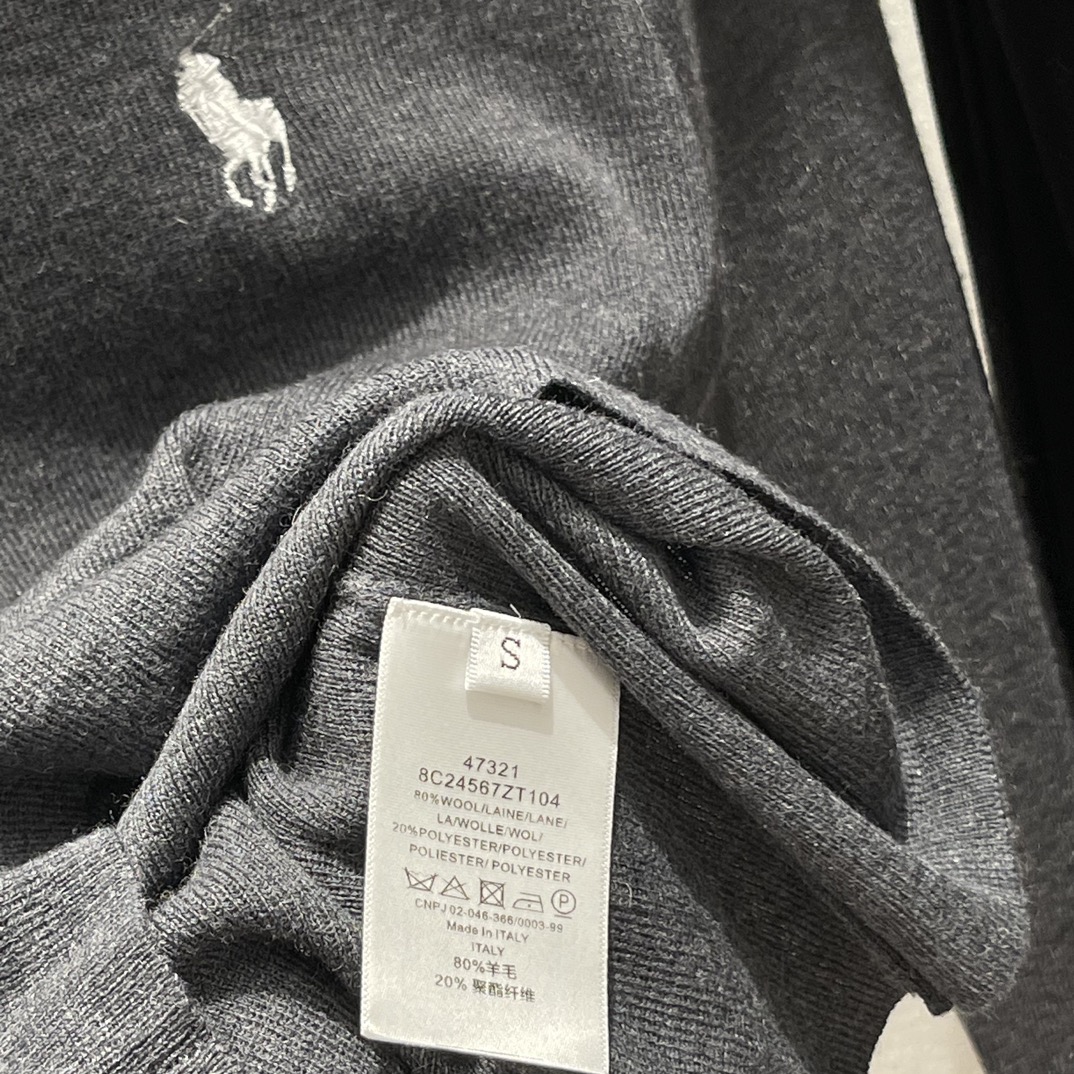 S
47321
8C24567ZT104
80%WOOL/LAINE/LANE/
LA/WOLLE/WOL/
20%POLYESTER/POLYESTER/
POLIESTER/ POLYESTER
P
CNPJ 02-046-366/0003-99
Made In ITALY
ITALY
80%羊毛
20% 聚酯纤维